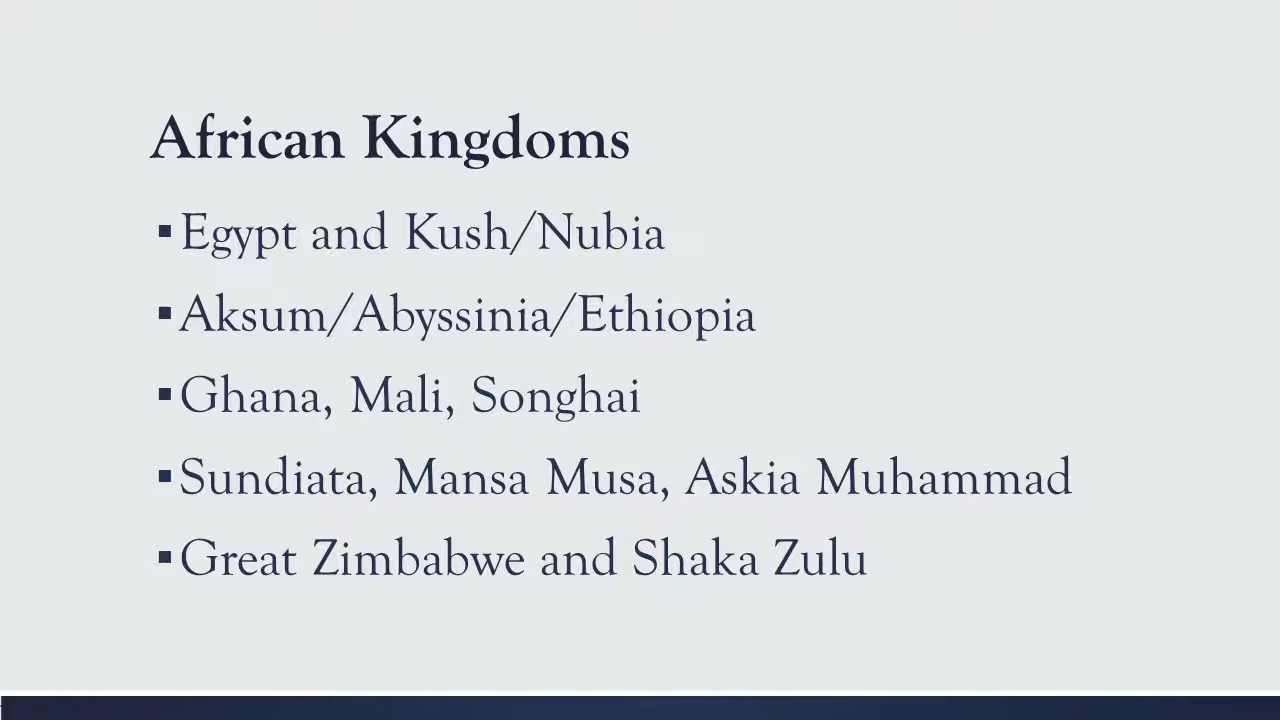 African Kingdoms
▪Egypt and Kush/Nubia
▪Aksum/Abyssinia/Ethiopia
▪Ghana, Mali, Songhai
▪Sundiata, Mansa Musa, Askia Muhammad
▪Great Zimbabwe and Shaka Zulu